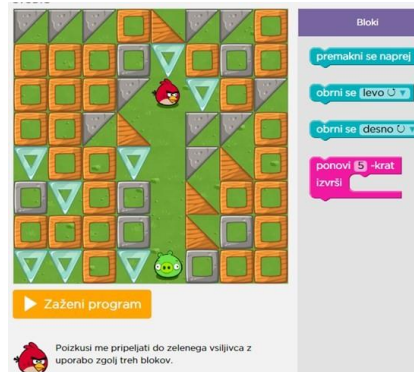 Bloki
premakni se naprej
obrni se levo
obrni se desno
ponovi 5 -krat
izvrši
Zaženi program
Poizkusi me pripeljati do zelenega vsiljivca z
uporabo zgolj treh blokov.